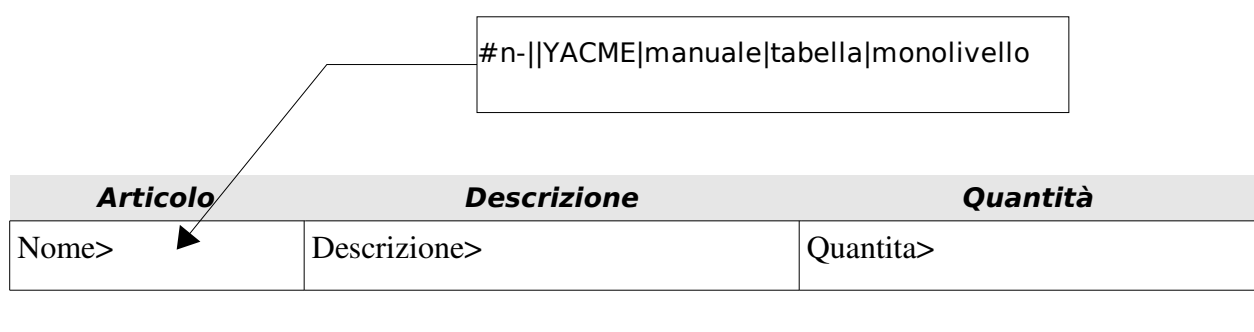 #n-||YACME|manuale|tabella|monolivello
Articolo Descrizione Quantità
Nome> Descrizione> Quantita>